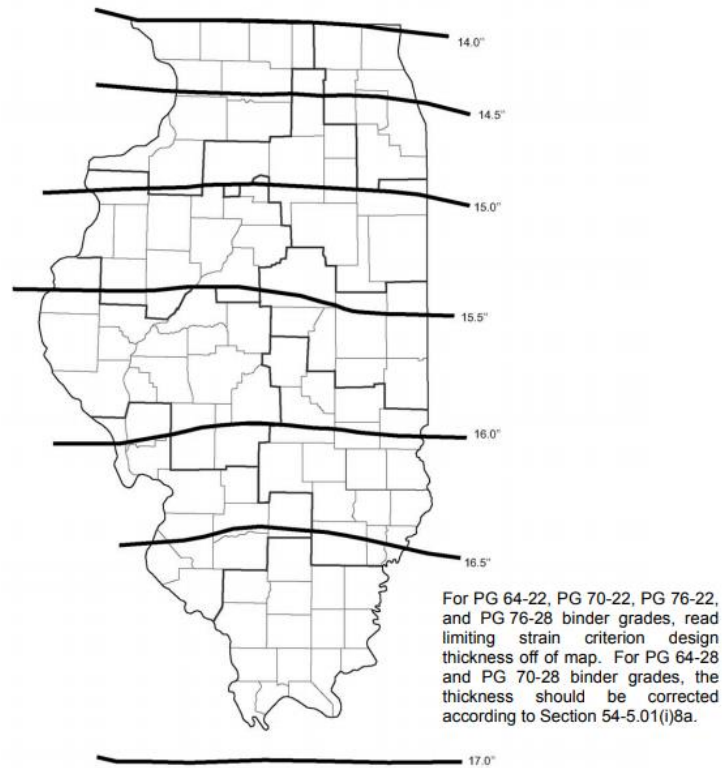 14.0"
14.5"
15.0"
15.5"
16.0"
16.5"
For PG 64-22, PG 70-22, PG 76-22,
and PG 76-28 binder grades, read
limiting strain criterion design
thickness off of map. For PG 64-28
and PG 70-28 binder grades, the
thickness should be corrected
according to Section 54-5.01(i)8a.
17.0"